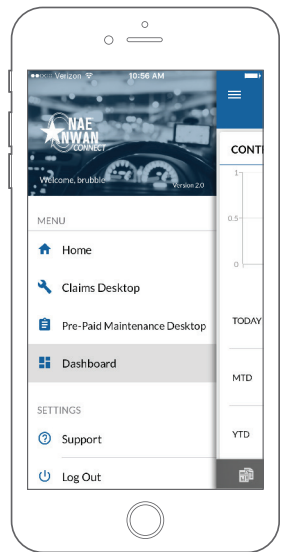 Verizon
10:56 AM
NAE
NWAN
CONNECT
Welcome, brubble
Version 2.0
MENU
Home
Claims Desktop
Pre-Paid Maintenance Desktop
Dashboard
SETTINGS
Support
Log Out
CONT
1
0.5
0
TODAY
MTD
YTD